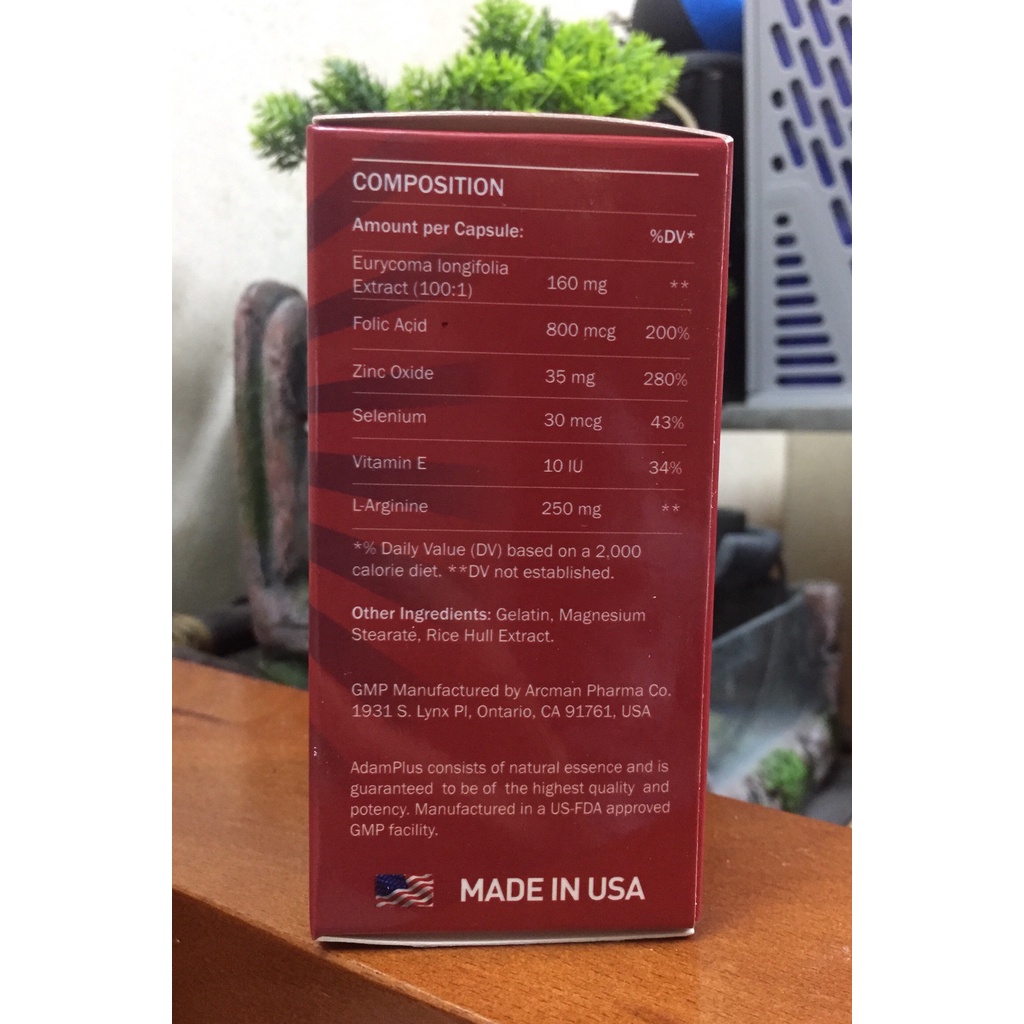 COMPOSITION
Amount per Capsule: %DV*
Eurycoma longifolia
Extract (100:1) 160 mg **
Folic Acid 800 mcg 200%
Zinc Oxide 35 mg 280%
Selenium 30 mcg 43%
Vitamin E 10 IU 34%
L-Arginine 250 mg **
*% Daily Value (DV) based on a 2,000
calorie diet. **DV not established.
Other Ingredients: Gelatin, Magnesium
Stearate, Rice Hull Extract.
GMP Manufactured by Arcman Pharma Co.
1931 S. Lynx Pl, Ontario, CA 91761, USA
AdamPlus consists of natural essence and is
guaranteed to be of the highest quality and
potency. Manufactured in a US-FDA approved
GMP facility.
MADE IN USA